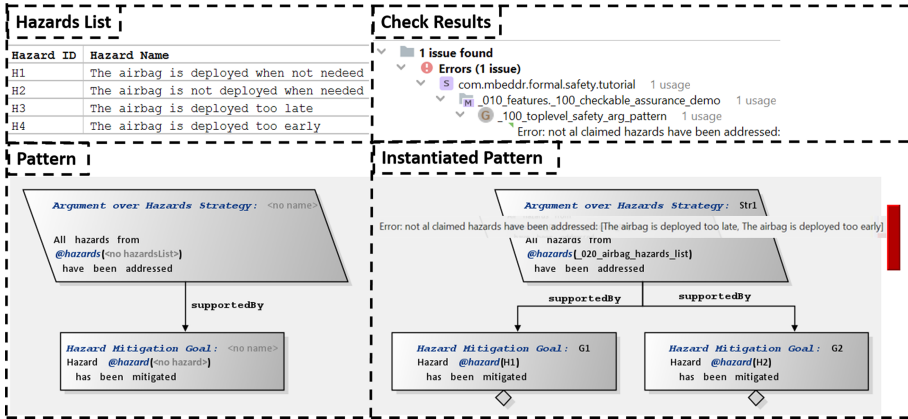 Hazards List
Hazard ID Hazard Name
H1 The airbag is deployed when not nedeed
H2 The airbag is not deployed when needed
H3 The airbag is deployed too late
H4 The airbag is deployed too early
Check Results
1 issue found
Errors (1 issue)
S com.mbeddr.formal.safety.tutorial 1 usage
M _010_features._100_checkable_assurance_demo 1 usage
G _100_toplevel_safety_arg_pattern 1 usage
Error: not al claimed hazards have been addressed:
Pattern
Argument over Hazards Strategy: <no name>
All hazards from
@hazards(<no hazardsList>)
have been addressed
supportedBy
Hazard Mitigation Goal: <no name>
Hazard @hazard(<no hazard>)
has been mitigated
Instantiated Pattern
Argument over Hazards Strategy: Str1
Error: not al claimed hazards have been addressed: [The airbag is deployed too late, The airbag is deployed too early]
All hazards from
@hazards(_020_airbag_hazards_list)
have been addressed
supportedBy
supportedBy
Hazard Mitigation Goal: G1
Hazard @hazard(H1)
has been mitigated
Hazard Mitigation Goal: G2
Hazard @hazard(H2)
has been mitigated